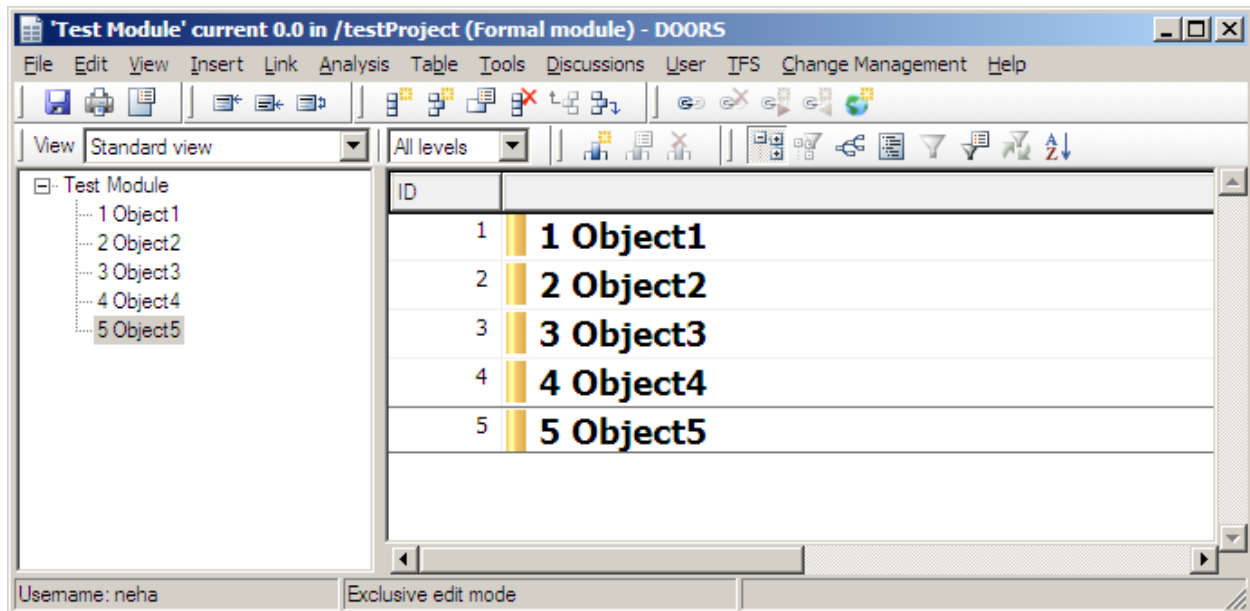 'Test Module' current 0.0 in /testProject (Formal module) - DOORS
File Edit View Insert Link Analysis Table Tools Discussions User TFS Change Management Help
View Standard view All levels
Test Module
1 Object1
2 Object2
3 Object3
4 Object4
5 Object5
ID
1 1 Object1
2 2 Object2
3 3 Object3
4 4 Object4
5 5 Object5
Username: neha Exclusive edit mode